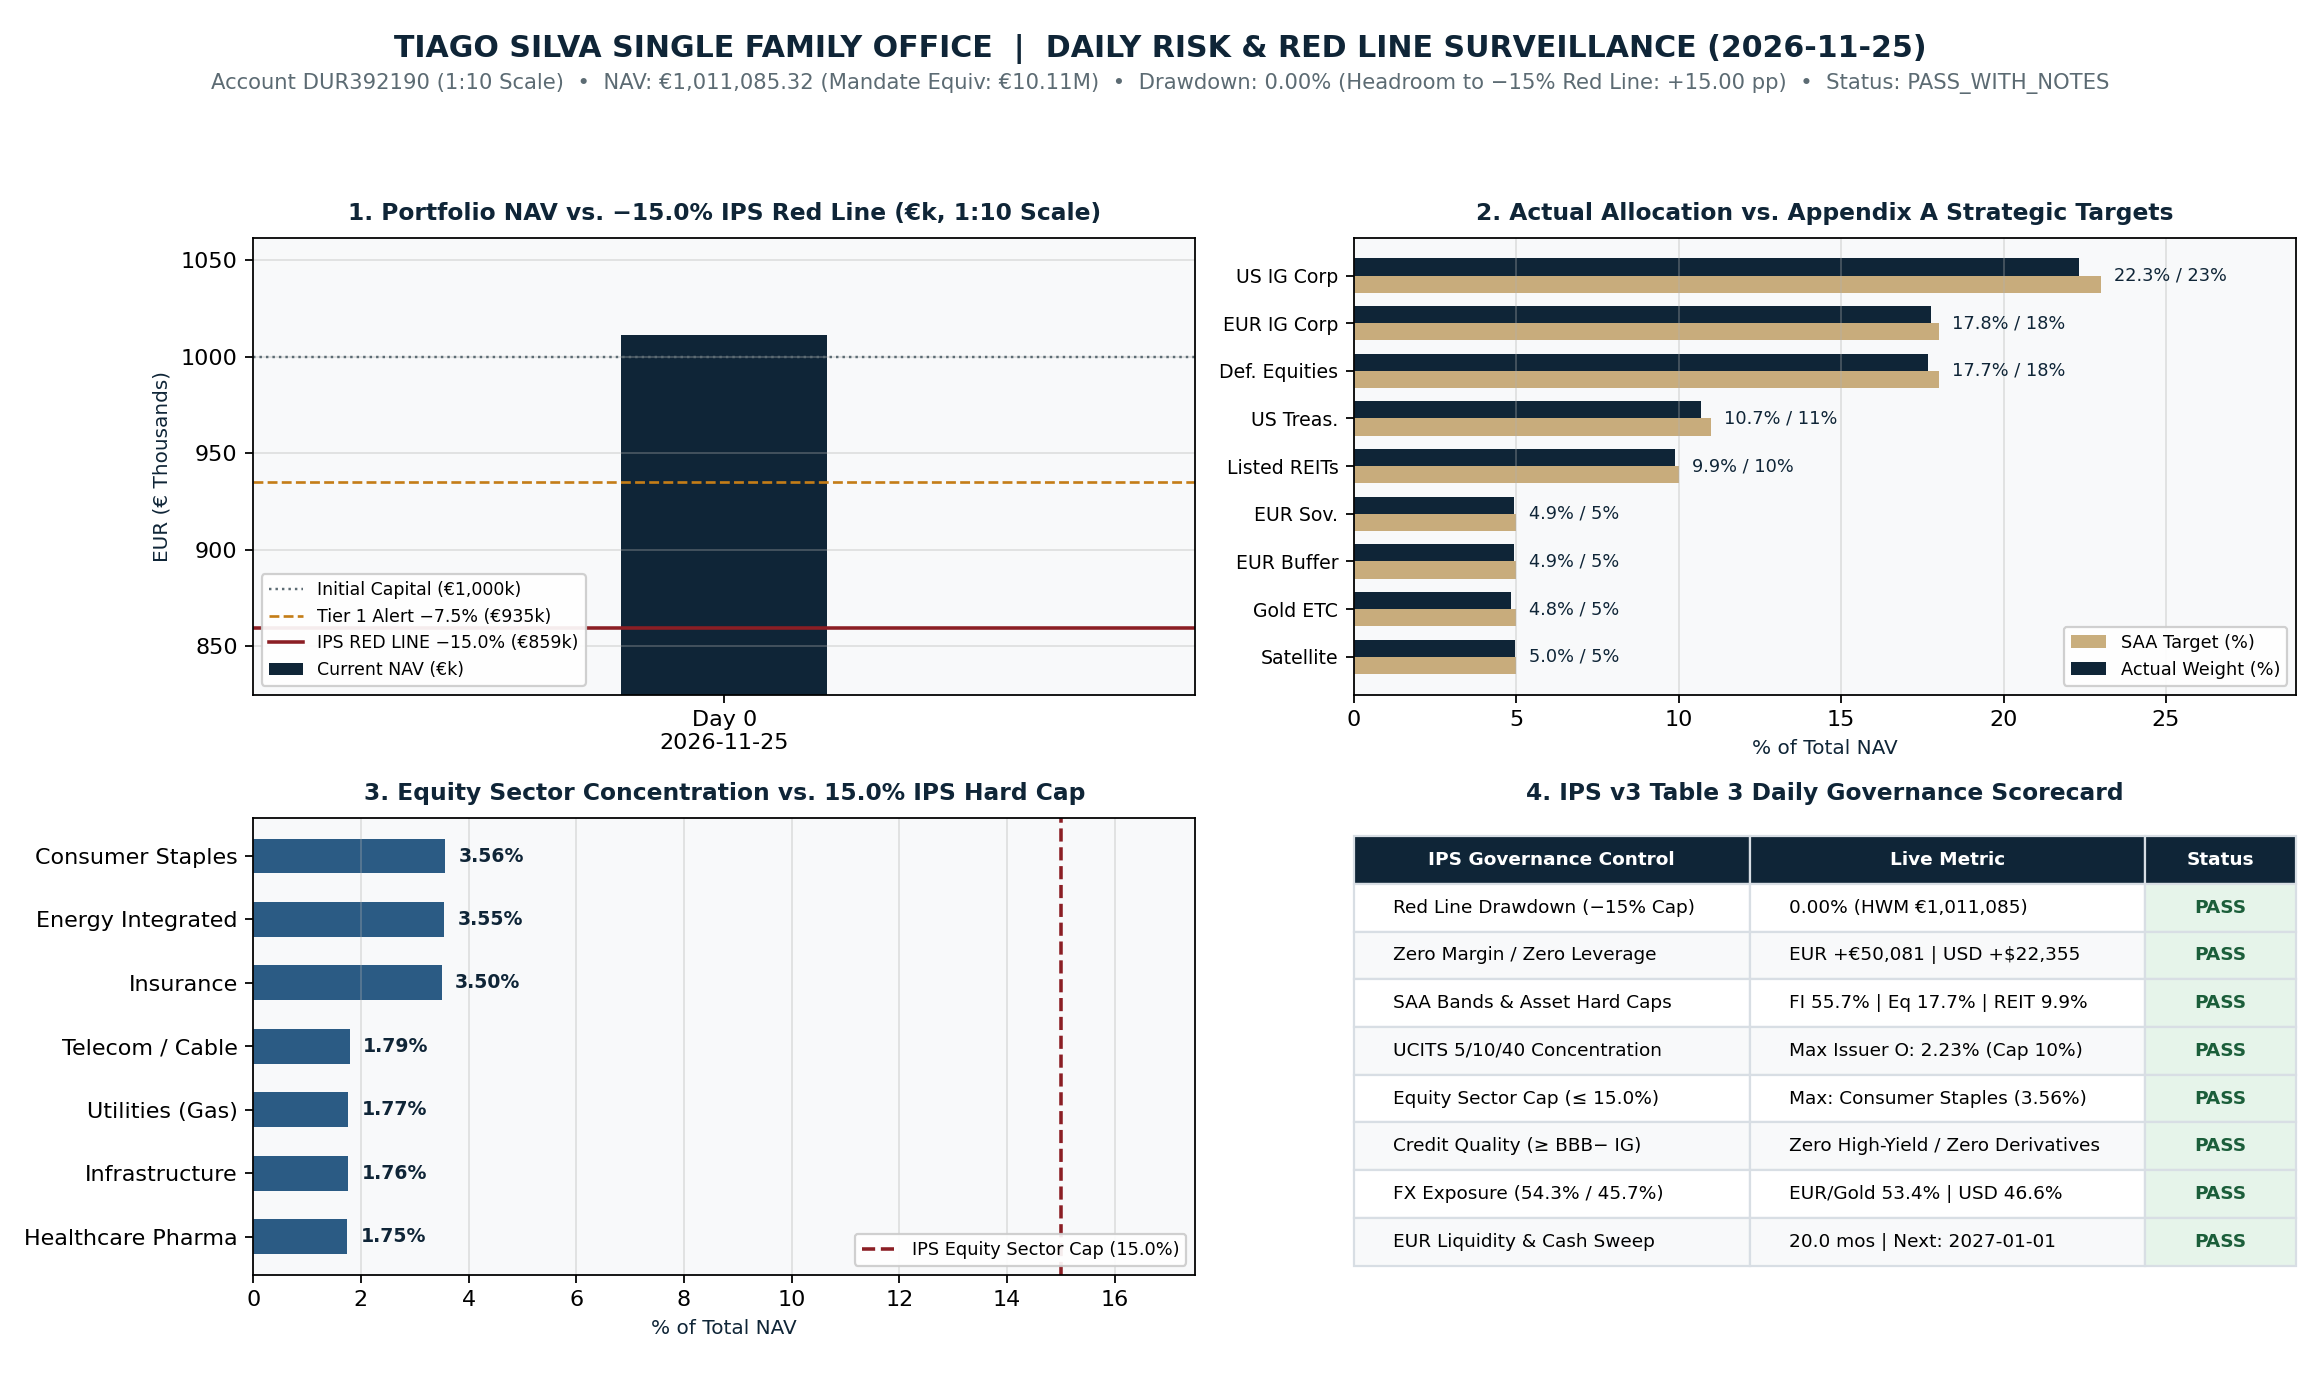 TIAGO SILVA SINGLE FAMILY OFFICE | DAILY RISK & RED LINE SURVEILLANCE (2026-11-25)
Account DUR392190 (1:10 Scale) • NAV: €1,011,085.32 (Mandate Equiv: €10.11M) • Drawdown: 0.00% (Headroom to −15% Red Line: +15.00 pp) • Status: PASS_WITH_NOTES
1. Portfolio NAV vs. −15.0% IPS Red Line (€k, 1:10 Scale)
EUR (€ Thousands)
1050
1000
950
900
850
Initial Capital (€1,000k)
Tier 1 Alert −7.5% (€935k)
IPS RED LINE −15.0% (€859k)
Current NAV (€k)
Day 0
2026-11-25
2. Actual Allocation vs. Appendix A Strategic Targets
US IG Corp 22.3% / 23%
EUR IG Corp 17.8% / 18%
Def. Equities 17.7% / 18%
US Treas. 10.7% / 11%
Listed REITs 9.9% / 10%
EUR Sov. 4.9% / 5%
EUR Buffer 4.9% / 5%
Gold ETC 4.8% / 5%
Satellite 5.0% / 5%
SAA Target (%)
Actual Weight (%)
0 5 10 15 20 25
% of Total NAV
3. Equity Sector Concentration vs. 15.0% IPS Hard Cap
Consumer Staples 3.56%
Energy Integrated 3.55%
Insurance 3.50%
Telecom / Cable 1.79%
Utilities (Gas) 1.77%
Infrastructure 1.76%
Healthcare Pharma 1.75%
IPS Equity Sector Cap (15.0%)
0 2 4 6 8 10 12 14 16
% of Total NAV
4. IPS v3 Table 3 Daily Governance Scorecard
IPS Governance Control Live Metric Status
Red Line Drawdown (−15% Cap) 0.00% (HWM €1,011,085) PASS
Zero Margin / Zero Leverage EUR +€50,081 | USD +$22,355 PASS
SAA Bands & Asset Hard Caps FI 55.7% | Eq 17.7% | REIT 9.9% PASS
UCITS 5/10/40 Concentration Max Issuer O: 2.23% (Cap 10%) PASS
Equity Sector Cap (≤ 15.0%) Max: Consumer Staples (3.56%) PASS
Credit Quality (≥ BBB− IG) Zero High-Yield / Zero Derivatives PASS
FX Exposure (54.3% / 45.7%) EUR/Gold 53.4% | USD 46.6% PASS
EUR Liquidity & Cash Sweep 20.0 mos | Next: 2027-01-01 PASS